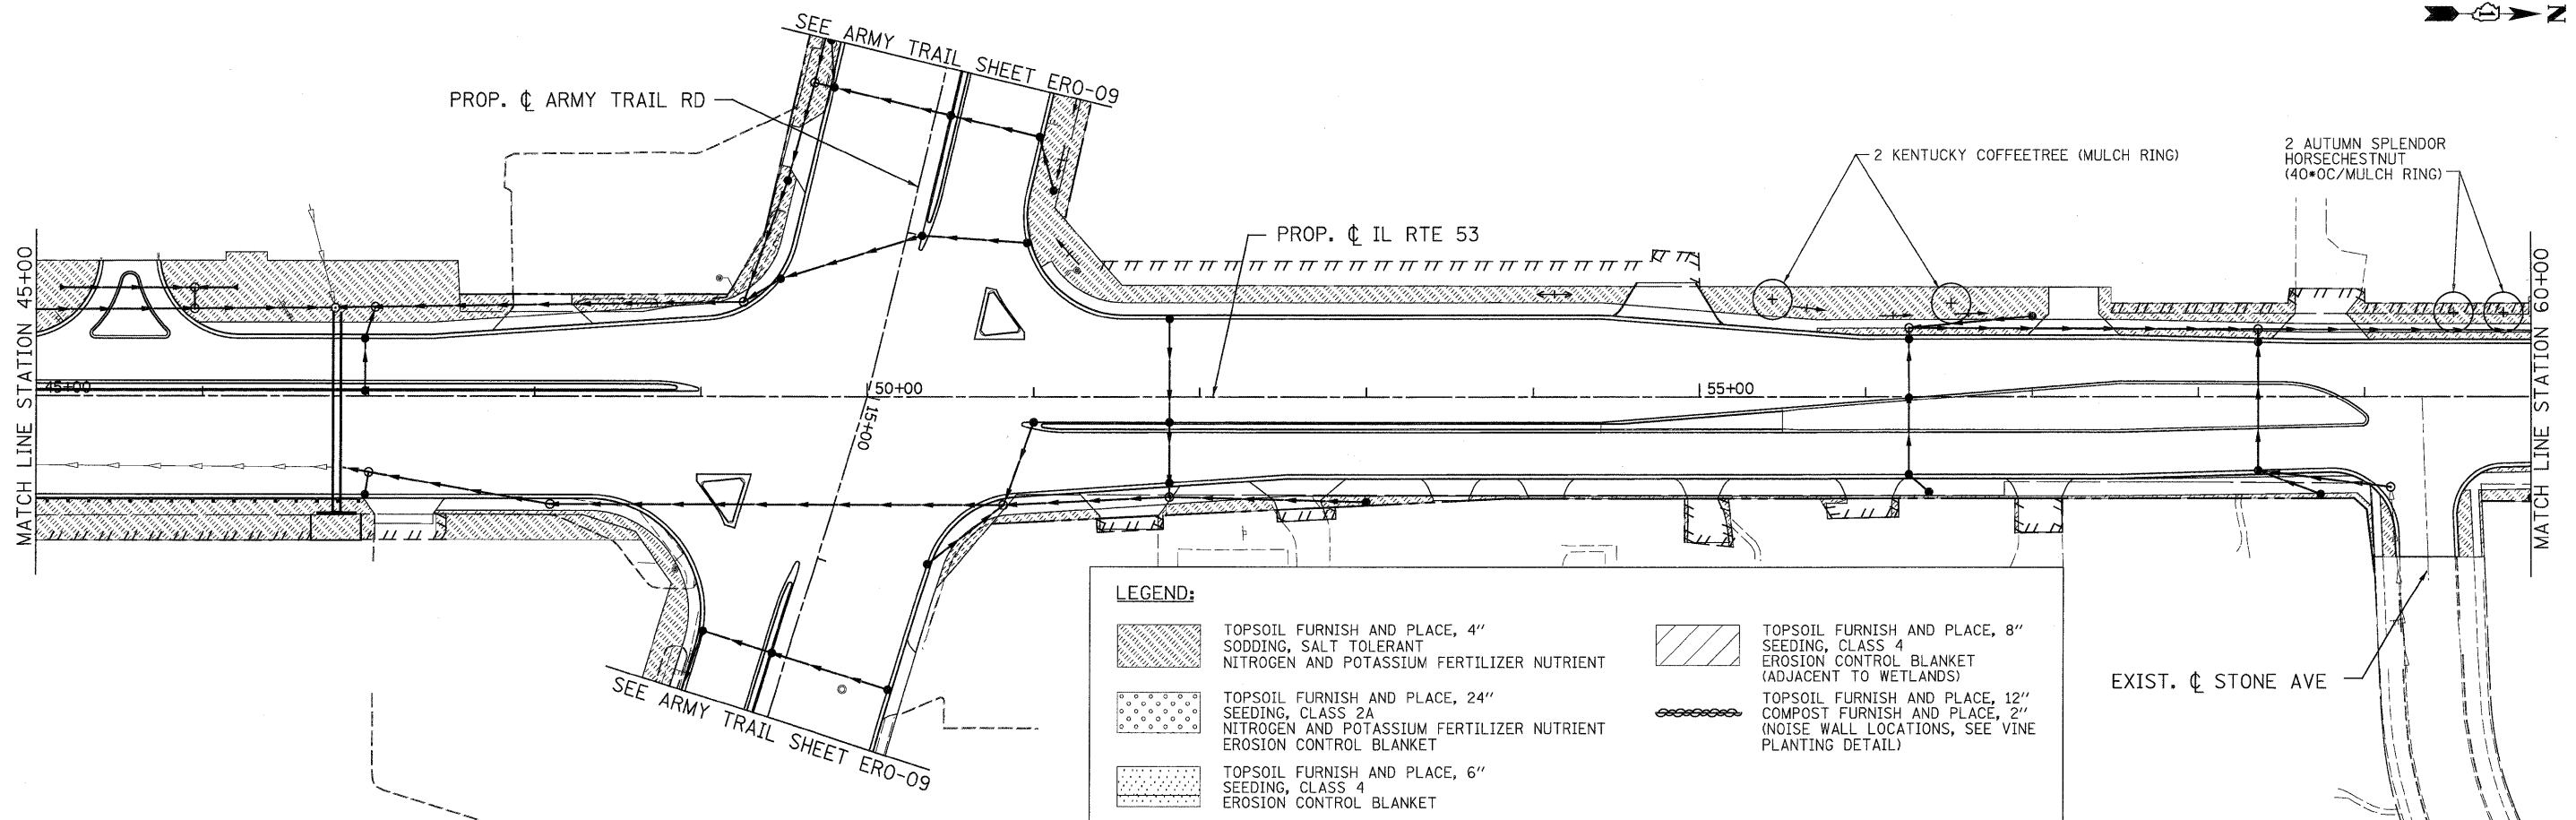 N
SEE ARMY TRAIL SHEET ERO-09
PROP. ℄ ARMY TRAIL RD
2 KENTUCKY COFFEETREE (MULCH RING)
2 AUTUMN SPLENDOR
HORSECHESTNUT
(40*OC/MULCH RING)
PROP. ℄ IL RTE 53
MATCH LINE STATION 45+00
MATCH LINE STATION 60+00
45+00
50+00
55+00
15+00
SEE ARMY TRAIL SHEET ERO-09
EXIST. ℄ STONE AVE
LEGEND:
TOPSOIL FURNISH AND PLACE, 4"
SODDING, SALT TOLERANT
NITROGEN AND POTASSIUM FERTILIZER NUTRIENT
TOPSOIL FURNISH AND PLACE, 24"
SEEDING, CLASS 2A
NITROGEN AND POTASSIUM FERTILIZER NUTRIENT
EROSION CONTROL BLANKET
TOPSOIL FURNISH AND PLACE, 6"
SEEDING, CLASS 4
EROSION CONTROL BLANKET
TOPSOIL FURNISH AND PLACE, 8"
SEEDING, CLASS 4
EROSION CONTROL BLANKET
(ADJACENT TO WETLANDS)
TOPSOIL FURNISH AND PLACE, 12"
COMPOST FURNISH AND PLACE, 2"
(NOISE WALL LOCATIONS, SEE VINE
PLANTING DETAIL)